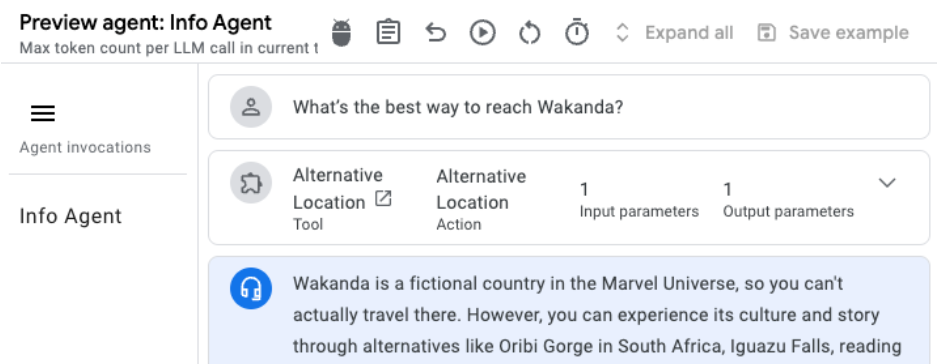 Preview agent: Info Agent
Max token count per LLM call in current t
Expand all
Save example
Agent invocations
Info Agent
What's the best way to reach Wakanda?
Alternative
Location
Tool
Alternative
Location
Action
1
Input parameters
1
Output parameters
Wakanda is a fictional country in the Marvel Universe, so you can't
actually travel there. However, you can experience its culture and story
through alternatives like Oribi Gorge in South Africa, Iguazu Falls, reading